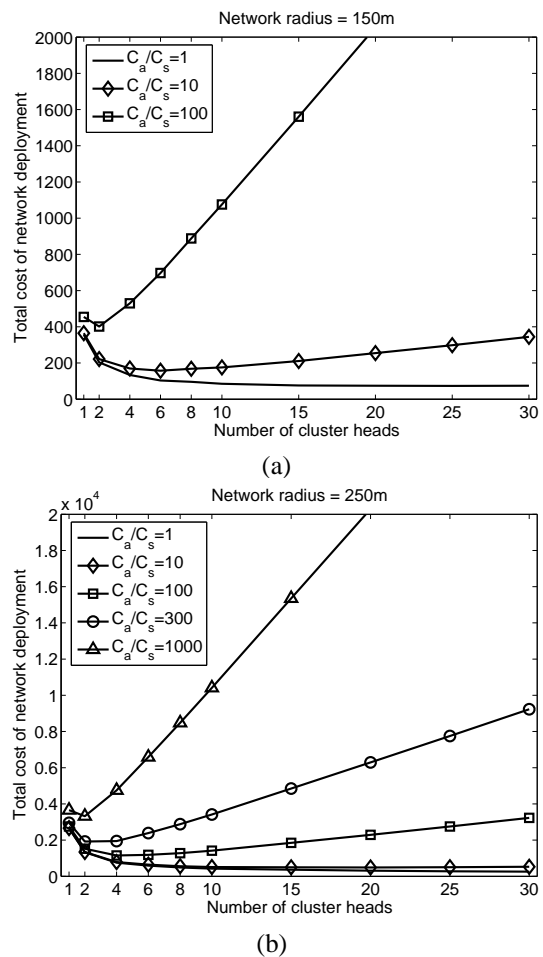 Network radius = 150m
2000
1800
1600
1400
1200
1000
800
600
400
200
0
C_a/C_s=1
C_a/C_s=10
C_a/C_s=100
Total cost of network deployment
1 2 4 6 8 10 15 20 25 30
Number of cluster heads
(a)
Network radius = 250m
x 10^4
2
1.8
1.6
1.4
1.2
1
0.8
0.6
0.4
0.2
0
C_a/C_s=1
C_a/C_s=10
C_a/C_s=100
C_a/C_s=300
C_a/C_s=1000
Total cost of network deployment
1 2 4 6 8 10 15 20 25 30
Number of cluster heads
(b)